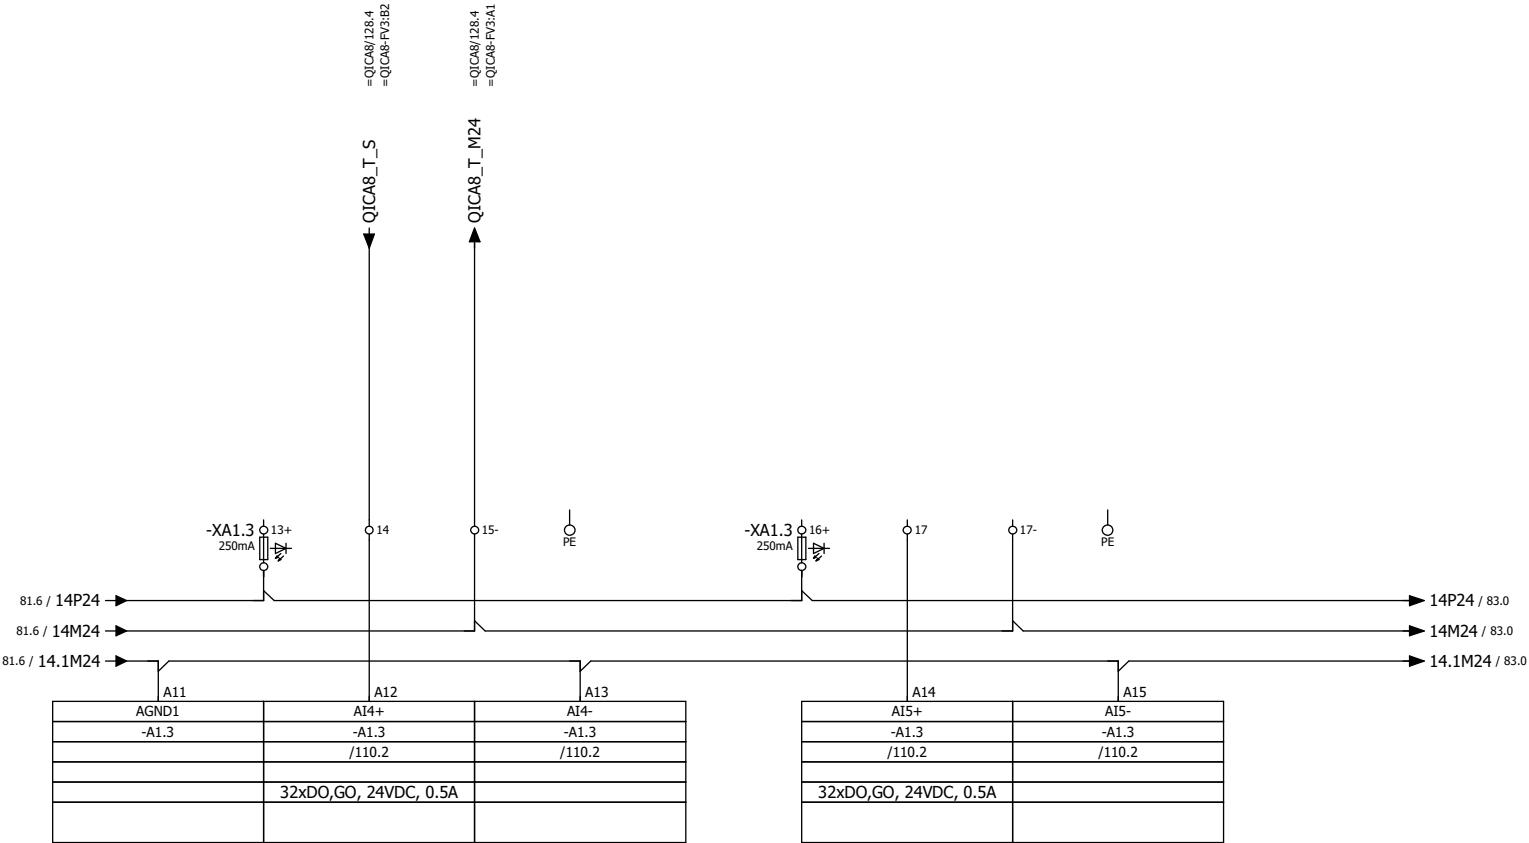 =QICA8/128.4
=QICA8-FV3:B2
=QICA8/128.4
=QICA8-FV3:A1
QICA8_T_S
QICA8_T_M24
-XA1.3 13+
250mA
14
15-
PE
-XA1.3 16+
250mA
17
17-
PE
81.6 / 14P24
14P24 / 83.0
81.6 / 14M24
14M24 / 83.0
81.6 / 14.1M24
14.1M24 / 83.0
A11 A12 A13 A14 A15
AGND1 AI4+ AI4- AI5+ AI5-
-A1.3 -A1.3 -A1.3 -A1.3 -A1.3
/110.2 /110.2 /110.2 /110.2
32xDO,GO, 24VDC, 0.5A 32xDO,GO, 24VDC, 0.5A